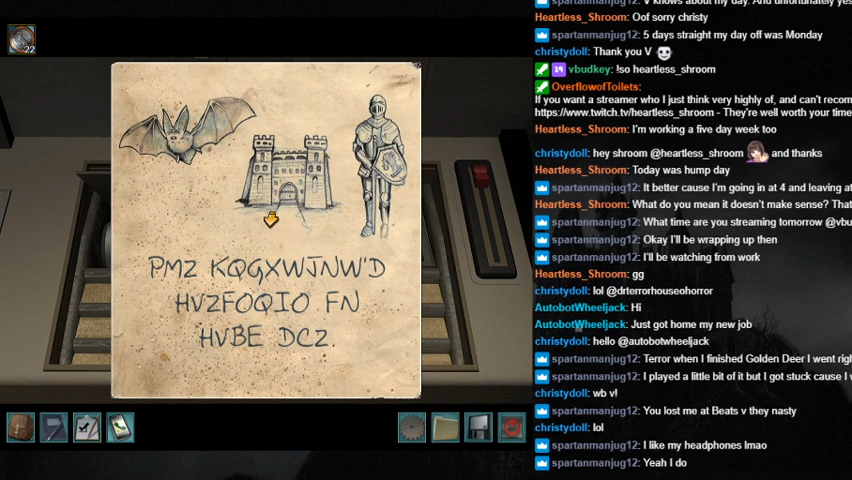 22
PMZ KQGXWJNW'D
HVZFOQIO FN
HVBE DCZ.
Heartless_Shroom: Oof sorry christy
spartanmanjug12: 5 days straight my day off was Monday
christydoll: Thank you V
19 vbudkey: !so heartless_shroom
OverflowofToilets:
If you want a streamer who I just think very highly of, and can't recom
https://www.twitch.tv/heartless_shroom - They're well worth your time
Heartless_Shroom: I'm working a five day week too
christydoll: hey shroom @heartless_shroom and thanks
Heartless_Shroom: Today was hump day
spartanmanjug12: It better cause I'm going in at 4 and leaving at
Heartless_Shroom: What do you mean it doesn't make sense? That
spartanmanjug12: What time are you streaming tomorrow @vbu
spartanmanjug12: Okay I'll be wrapping up then
spartanmanjug12: I'll be watching from work
Heartless_Shroom: gg
christydoll: lol @drterrorhouseohorror
AutobotWheeljack: Hi
AutobotWheeljack: Just got home my new job
christydoll: hello @autobotwheeljack
spartanmanjug12: Terror when I finished Golden Deer I went righ
spartanmanjug12: I played a little bit of it but I got stuck cause I
christydoll: wb v!
spartanmanjug12: You lost me at Beats v they nasty
christydoll: lol
spartanmanjug12: I like my headphones lmao
spartanmanjug12: Yeah I do